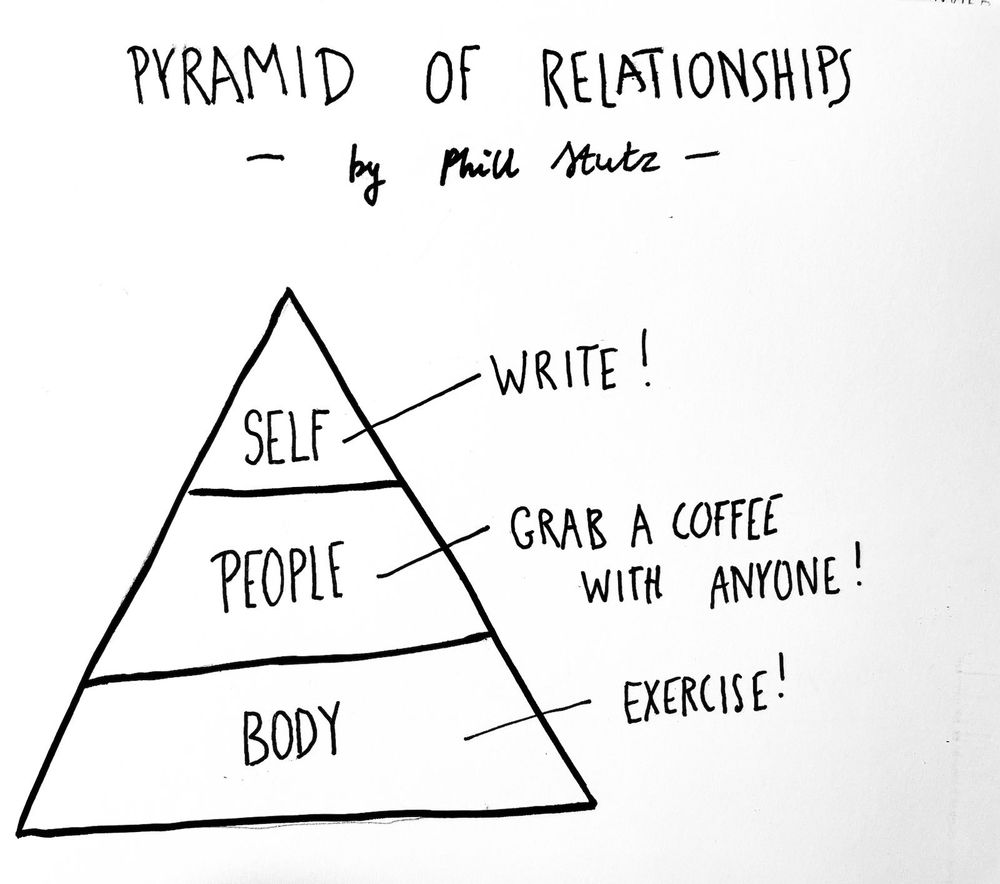 PYRAMID OF RELATIONSHIPS
— by Phill Stutz —
WRITE!
SELF
GRAB A COFFEE
WITH ANYONE!
PEOPLE
EXERCISE!
BODY